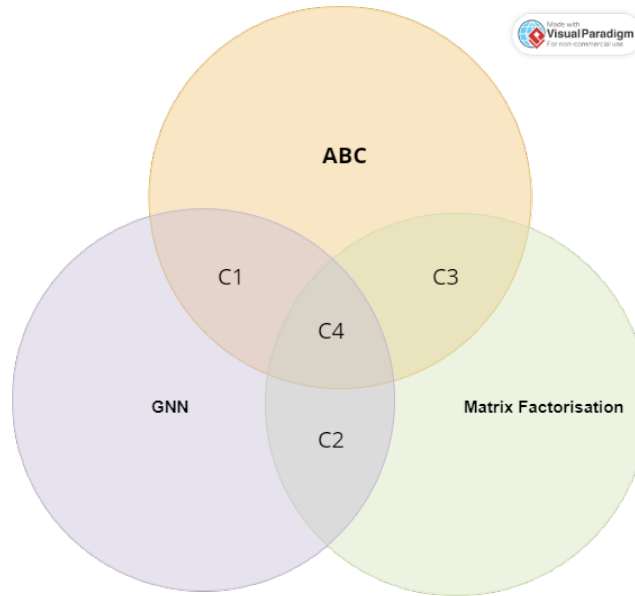 Made with
Visual Paradigm
For non-commercial use
ABC
C1
C3
C4
GNN
Matrix Factorisation
C2